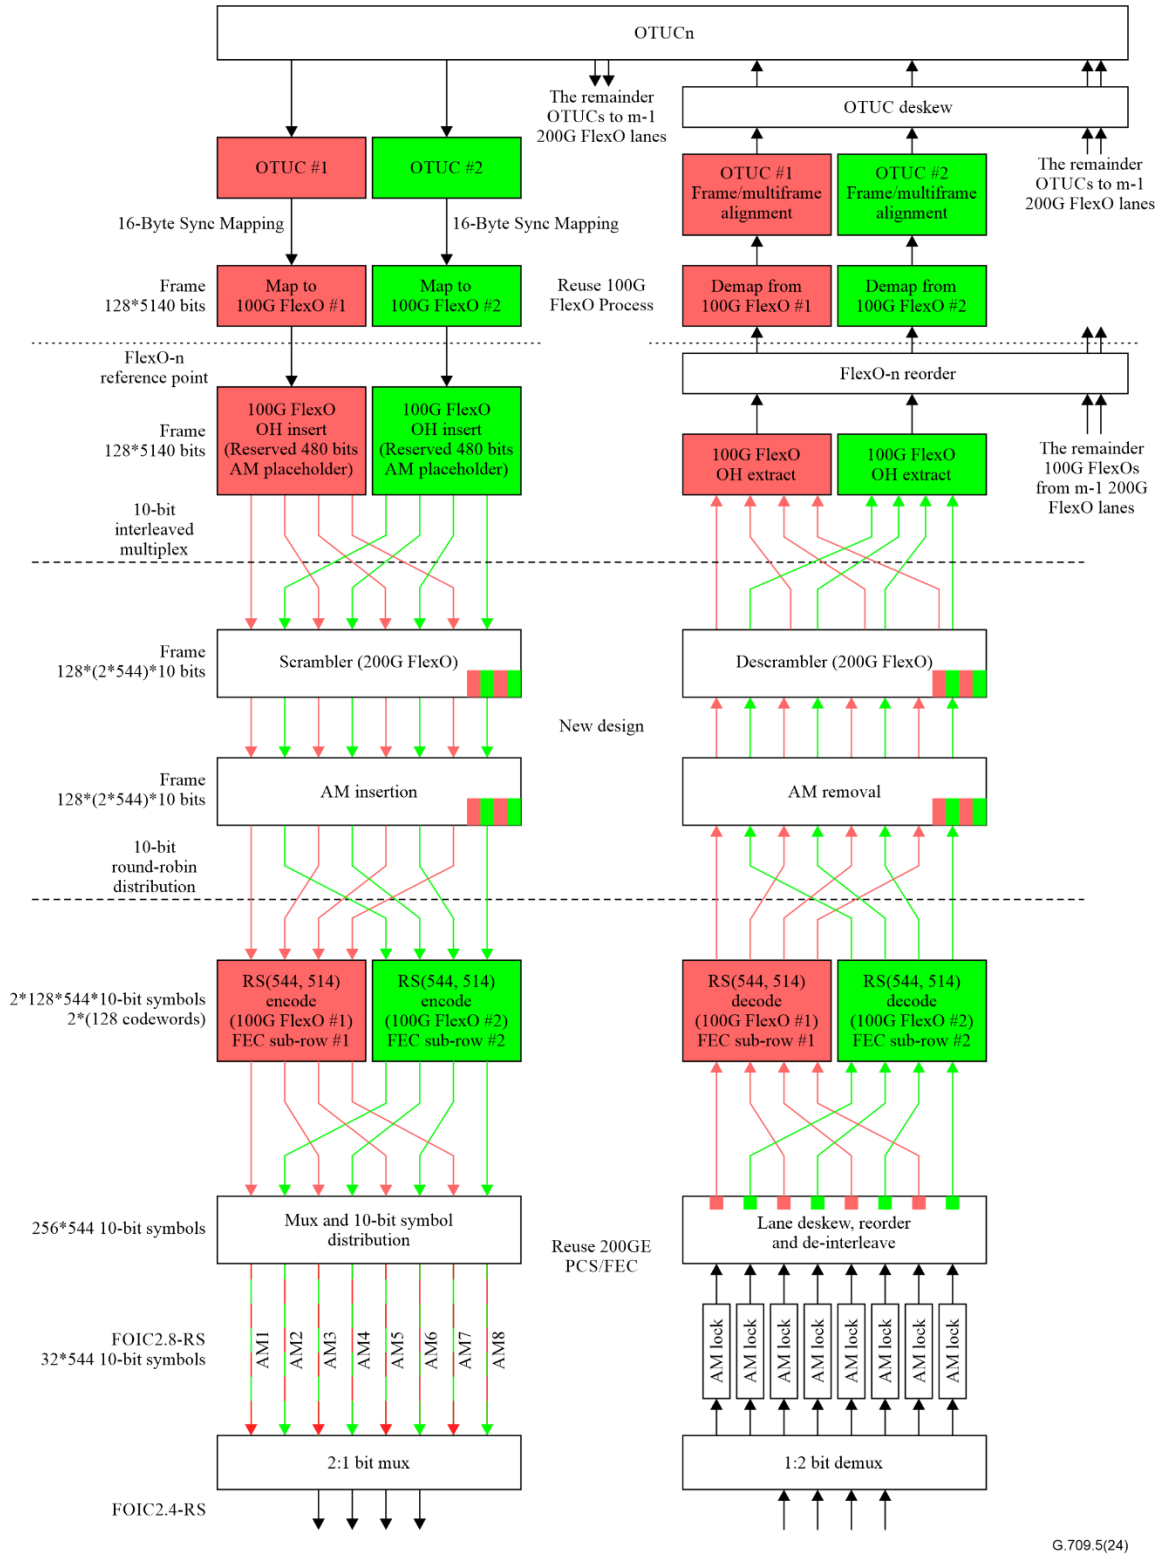 OTUCn
The remainder
OTUCs to m-1
200G FlexO lanes
OTUC deskew
OTUC #1
OTUC #2
OTUC #1
Frame/multiframe
alignment
OTUC #2
Frame/multiframe
alignment
The remainder
OTUCs to m-1
200G FlexO lanes
16-Byte Sync Mapping
16-Byte Sync Mapping
Frame
128*5140 bits
Map to
100G FlexO #1
Map to
100G FlexO #2
Reuse 100G
FlexO Process
Demap from
100G FlexO #1
Demap from
100G FlexO #2
FlexO-n
reference point
FlexO-n reorder
Frame
128*5140 bits
100G FlexO
OH insert
(Reserved 480 bits
AM placeholder)
100G FlexO
OH insert
(Reserved 480 bits
AM placeholder)
100G FlexO
OH extract
100G FlexO
OH extract
The remainder
100G FlexOs
from m-1 200G
FlexO lanes
10-bit
interleaved
multiplex
Frame
128*(2*544)*10 bits
Scrambler (200G FlexO)
Descrambler (200G FlexO)
New design
Frame
128*(2*544)*10 bits
AM insertion
AM removal
10-bit
round-robin
distribution
2*128*544*10-bit symbols
2*(128 codewords)
RS(544, 514)
encode
(100G FlexO #1)
FEC sub-row #1
RS(544, 514)
encode
(100G FlexO #2)
FEC sub-row #2
RS(544, 514)
decode
(100G FlexO #1)
FEC sub-row #1
RS(544, 514)
decode
(100G FlexO #2)
FEC sub-row #2
256*544 10-bit symbols
Mux and 10-bit symbol
distribution
Reuse 200GE
PCS/FEC
Lane deskew, reorder
and de-interleave
FOIC2.8-RS
32*544 10-bit symbols
AM1
AM2
AM3
AM4
AM5
AM6
AM7
AM8
AM lock
AM lock
AM lock
AM lock
AM lock
AM lock
AM lock
AM lock
2:1 bit mux
1:2 bit demux
FOIC2.4-RS
G.709.5(24)